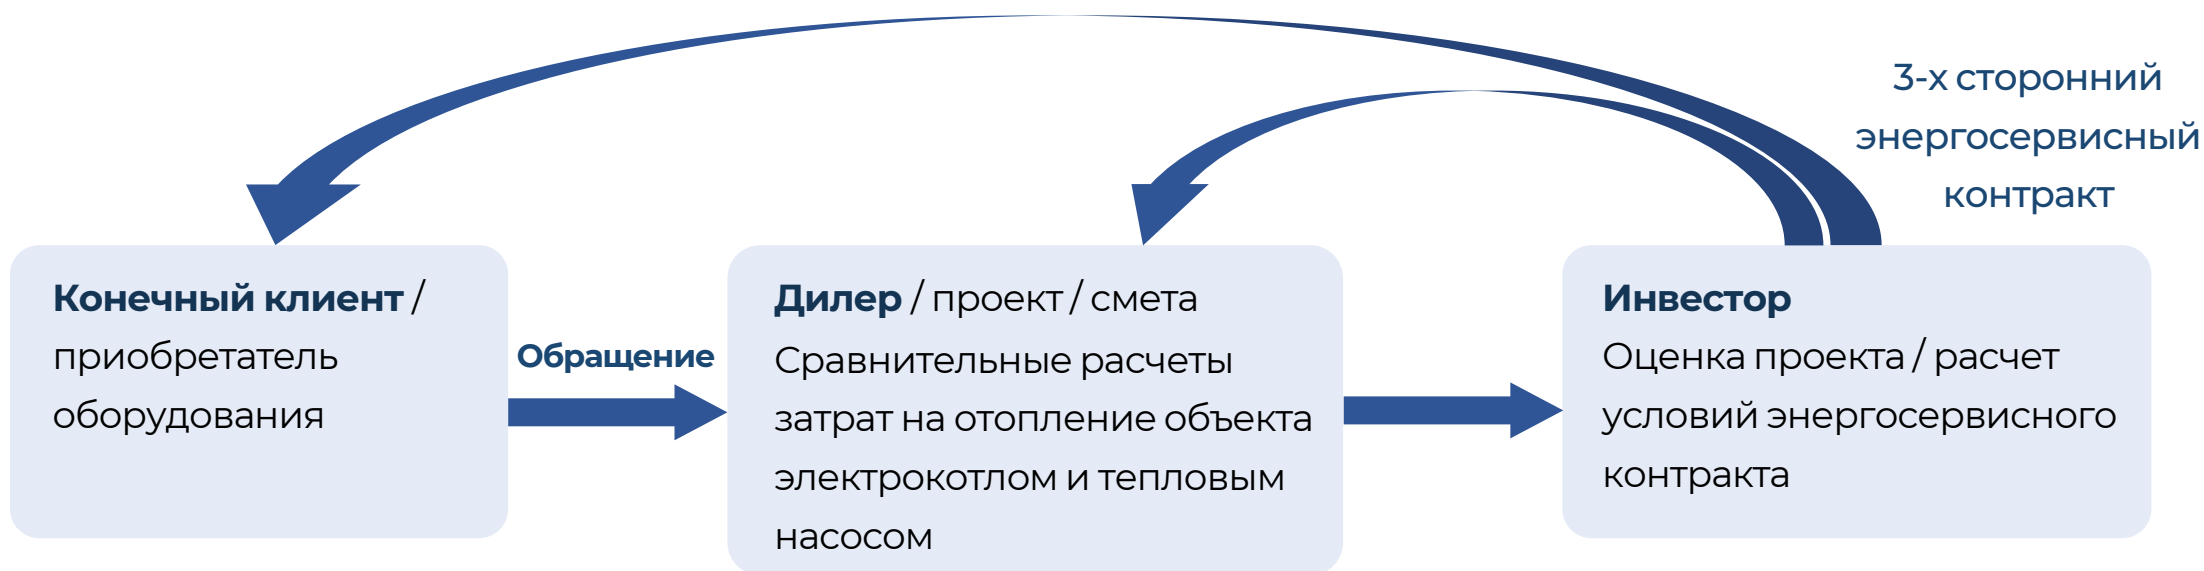 3-х сторонний
энергосервисный
контракт
Конечный клиент /
приобретатель
оборудования
Обращение
Дилер / проект / смета
Сравнительные расчеты
затрат на отопление объекта
электрокотлом и тепловым
насосом
Инвестор
Оценка проекта / расчет
условий энергосервисного
контракта